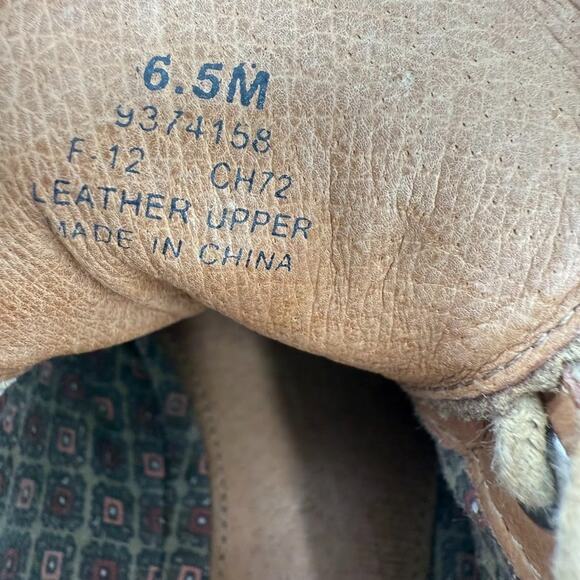 6.5M
9374158
F-12 CH72
LEATHER UPPER
MADE IN CHINA